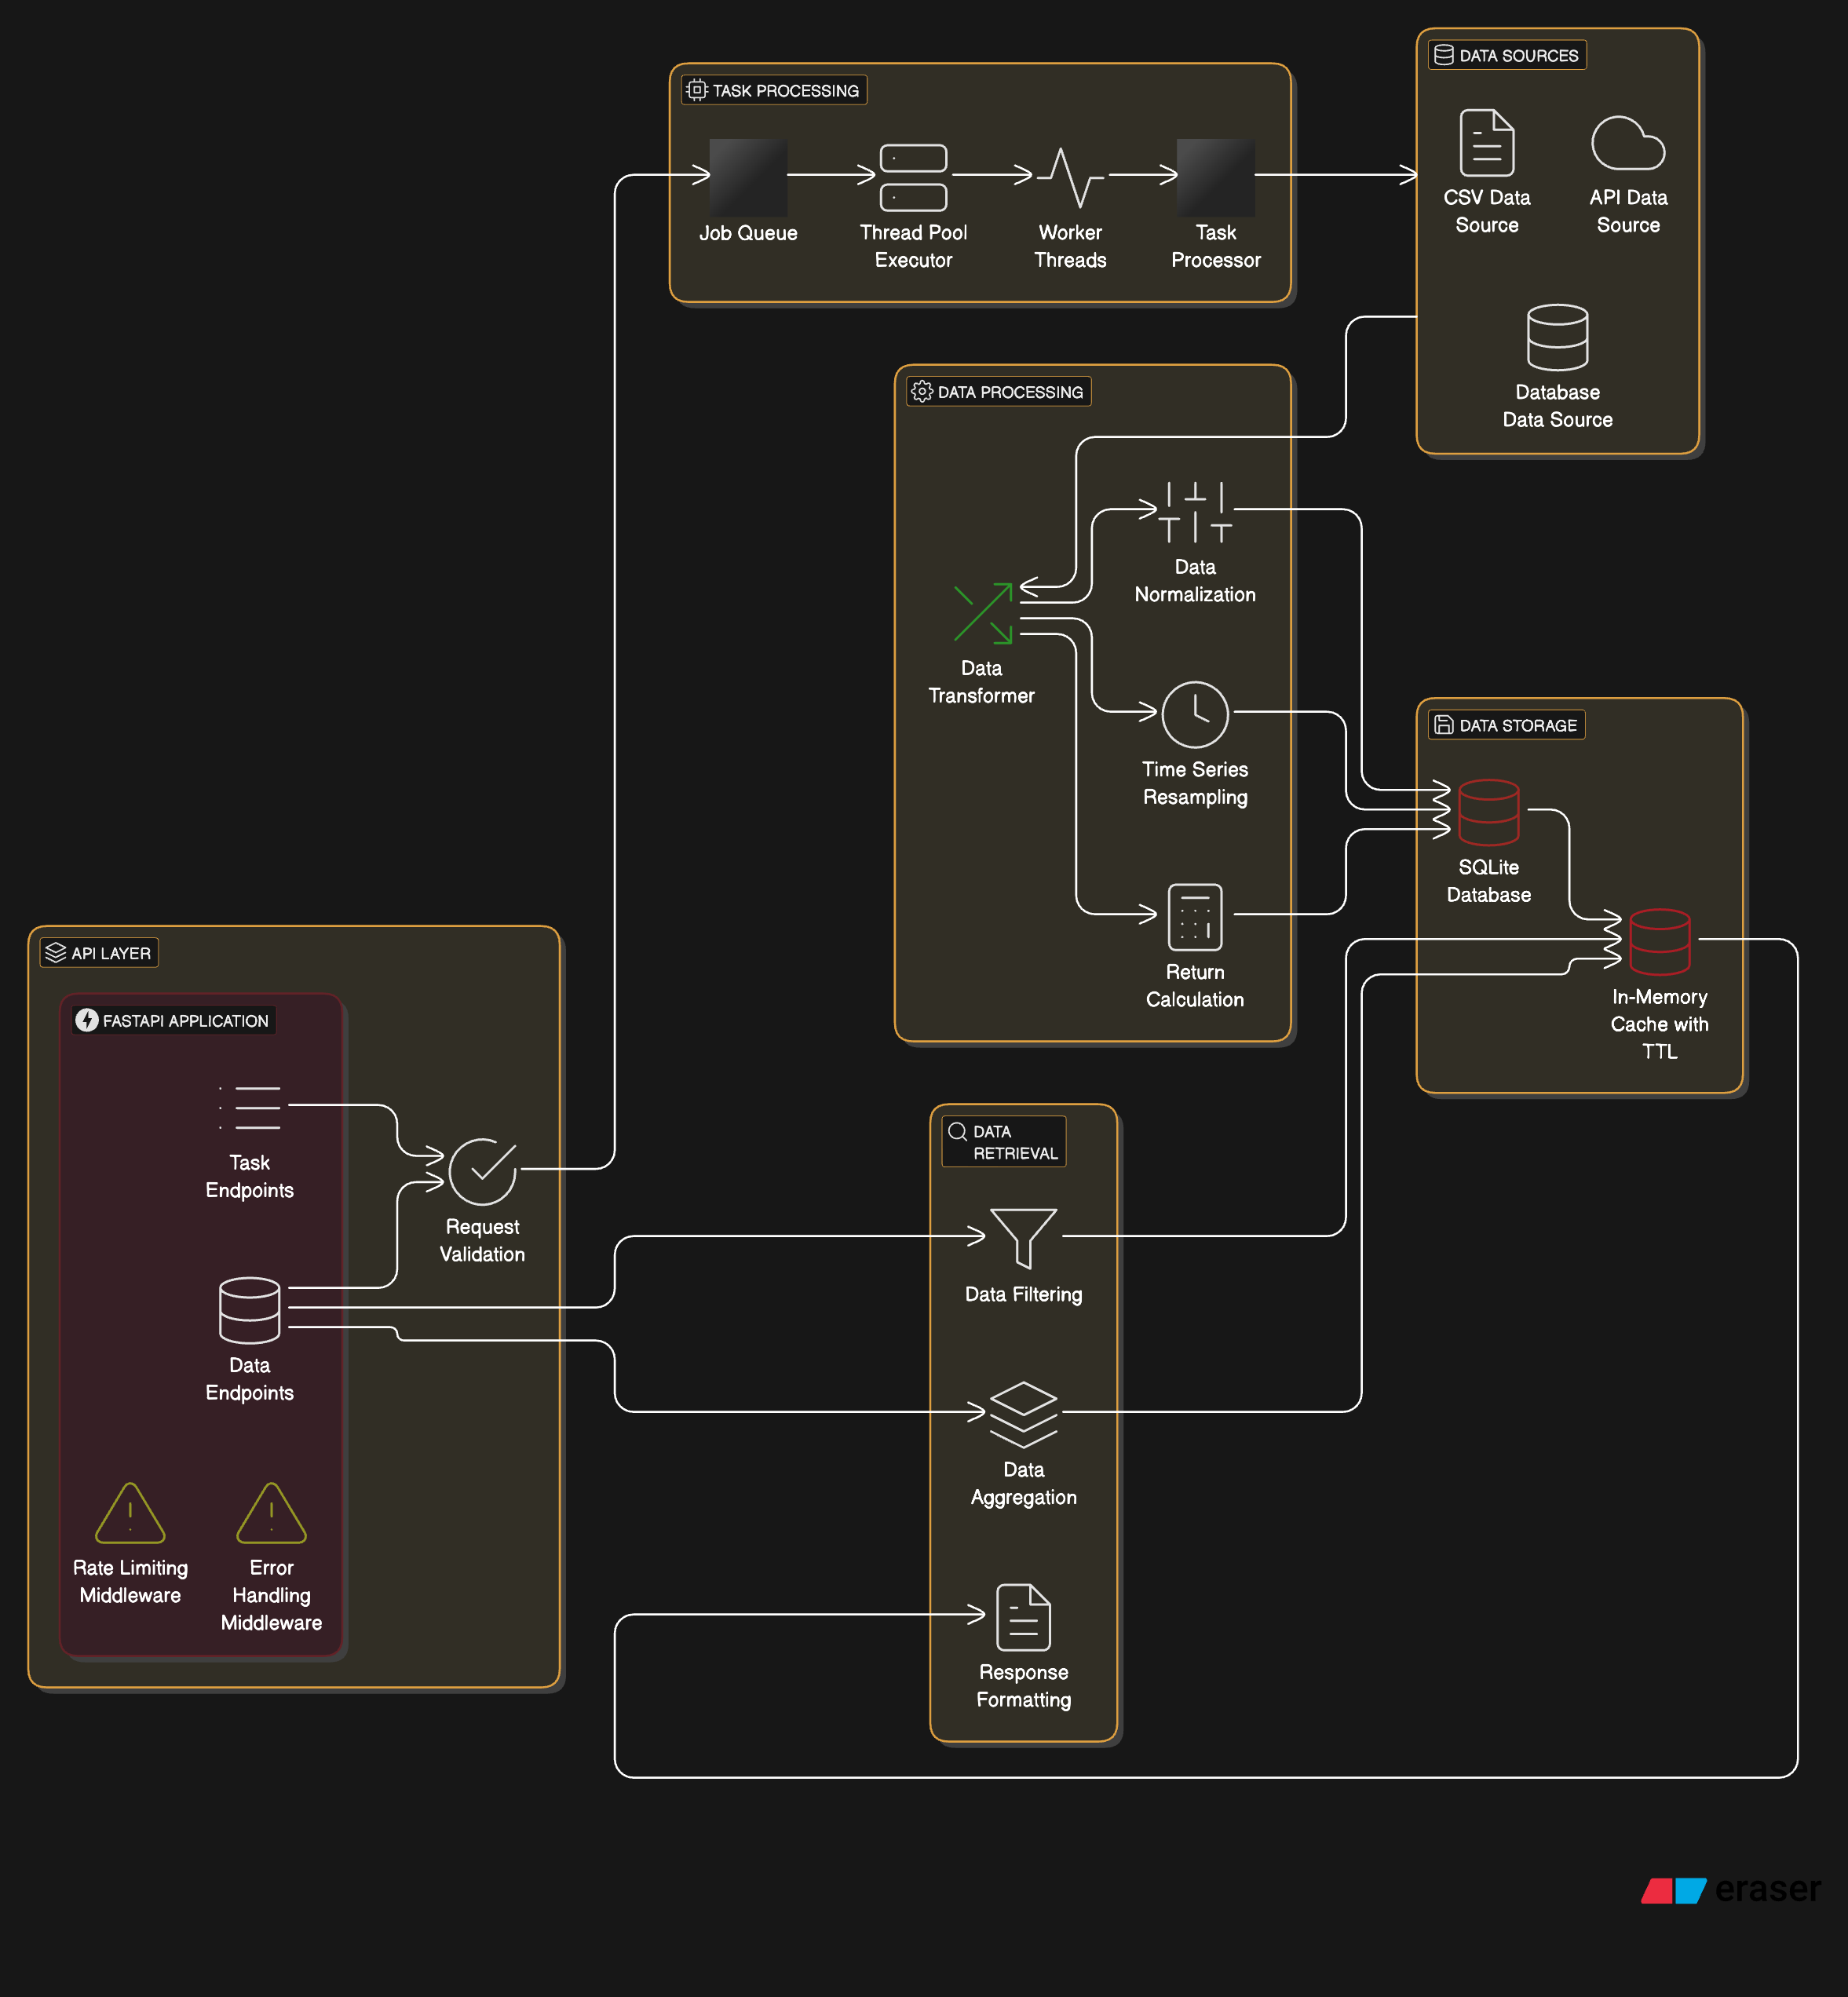 TASK PROCESSING
Job Queue
Thread Pool
Executor
Worker
Threads
Task
Processor
DATA SOURCES
CSV Data
Source
API Data
Source
Database
Data Source
DATA PROCESSING
Data
Transformer
Data
Normalization
Time Series
Resampling
Return
Calculation
DATA STORAGE
SQLite
Database
In-Memory
Cache with
TTL
API LAYER
FASTAPI APPLICATION
Task
Endpoints
Request
Validation
Data
Endpoints
Rate Limiting
Middleware
Error
Handling
Middleware
DATA
RETRIEVAL
Data Filtering
Data
Aggregation
Response
Formatting
eraser